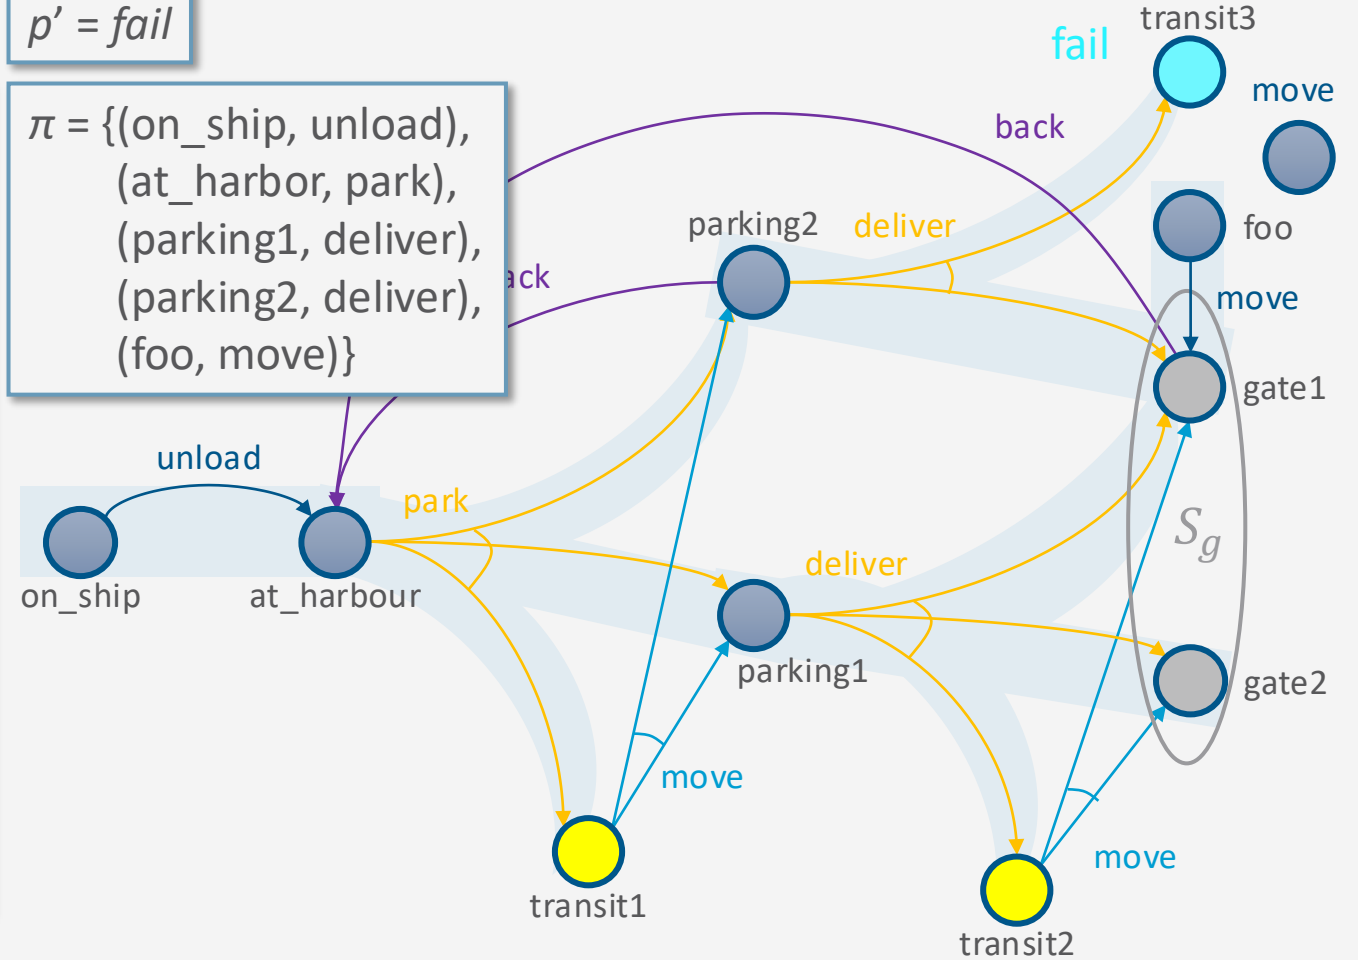 p’ = fail
π = {(on_ship, unload),
(at_harbor, park),
(parking1, deliver),
(parking2, deliver),
(foo, move)}
transit3
fail
move
back
parking2
deliver
foo
ack
move
gate1
unload
park
S_g
deliver
on_ship
at_harbour
parking1
gate2
move
move
transit1
transit2